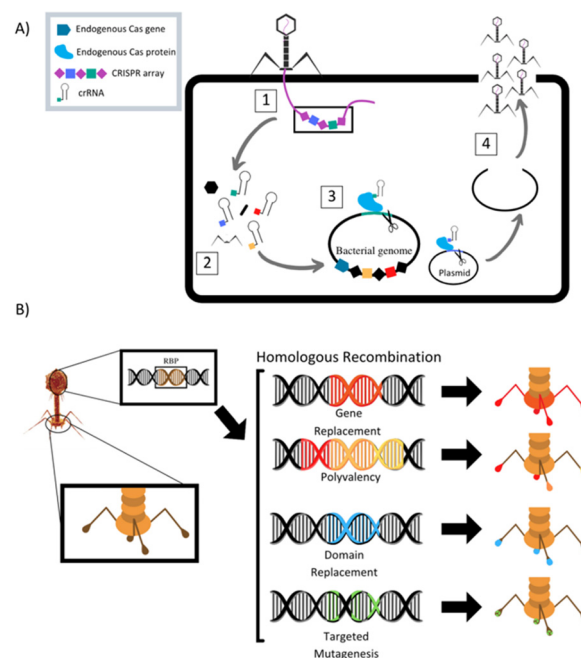 A)
Endogenous Cas gene
Endogenous Cas protein
CRISPR array
crRNA
1
2
3
4
Bacterial genome
Plasmid
B)
RBP
Homologous Recombination
Gene
Replacement
Polyvalency
Domain
Replacement
Targeted
Mutagenesis